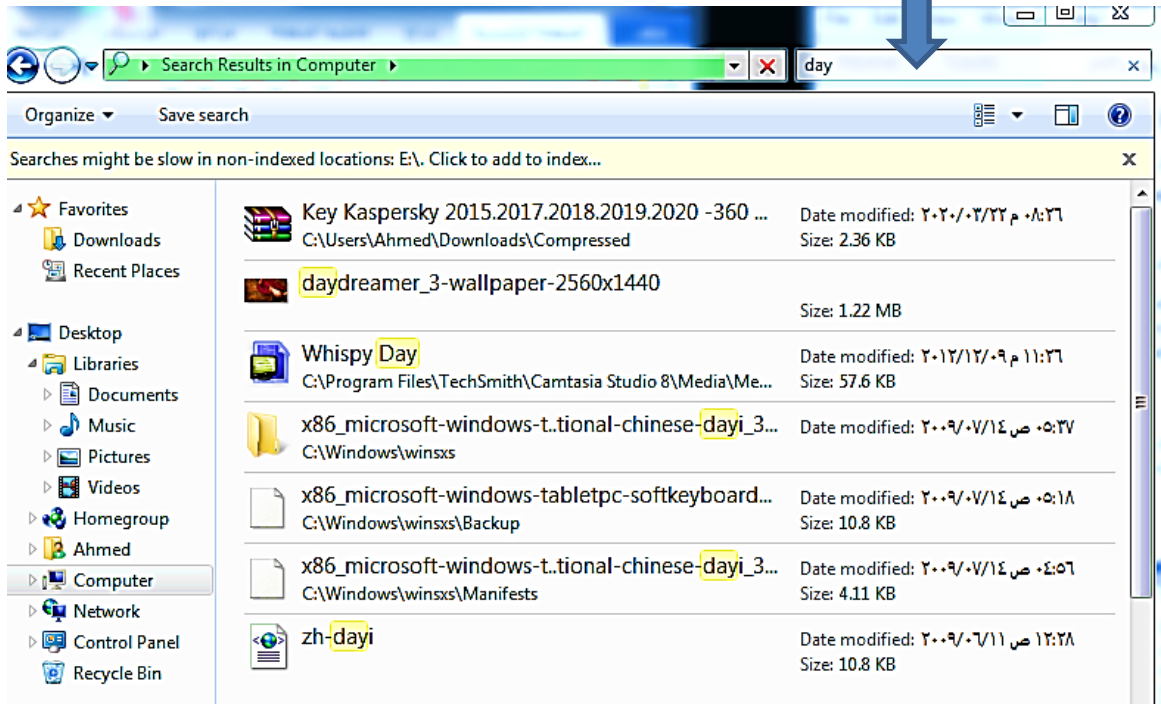 Search Results in Computer
day
Organize
Save search
Searches might be slow in non-indexed locations: E:\. Click to add to index...
Favorites
Downloads
Recent Places
Desktop
Libraries
Documents
Music
Pictures
Videos
Homegroup
Ahmed
Computer
Network
Control Panel
Recycle Bin
Key Kaspersky 2015.2017.2018.2019.2020 -360 ...
Date modified: ٢٠٢٠/٠٣/٢٢ م ٠٨:٢٦
C:\Users\Ahmed\Downloads\Compressed
Size: 2.36 KB
daydreamer_3-wallpaper-2560x1440
Size: 1.22 MB
Whispy Day
Date modified: ٢٠١٢/١٢/٠٩ م ١١:٢٦
C:\Program Files\TechSmith\Camtasia Studio 8\Media\Me...
Size: 57.6 KB
x86_microsoft-windows-t..tional-chinese-dayi_3...
Date modified: ٢٠٠٩/٠٧/١٤ ص ٠٥:٣٧
C:\Windows\winsxs
x86_microsoft-windows-tabletpc-softkeyboard...
Date modified: ٢٠٠٩/٠٧/١٤ ص ٠٥:١٨
C:\Windows\winsxs\Backup
Size: 10.8 KB
x86_microsoft-windows-t..tional-chinese-dayi_3...
Date modified: ٢٠٠٩/٠٧/١٤ ص ٠٤:٥٦
C:\Windows\winsxs\Manifests
Size: 4.11 KB
zh-dayi
Date modified: ٢٠٠٩/٠٦/١١ ص ١٢:٢٨
Size: 10.8 KB